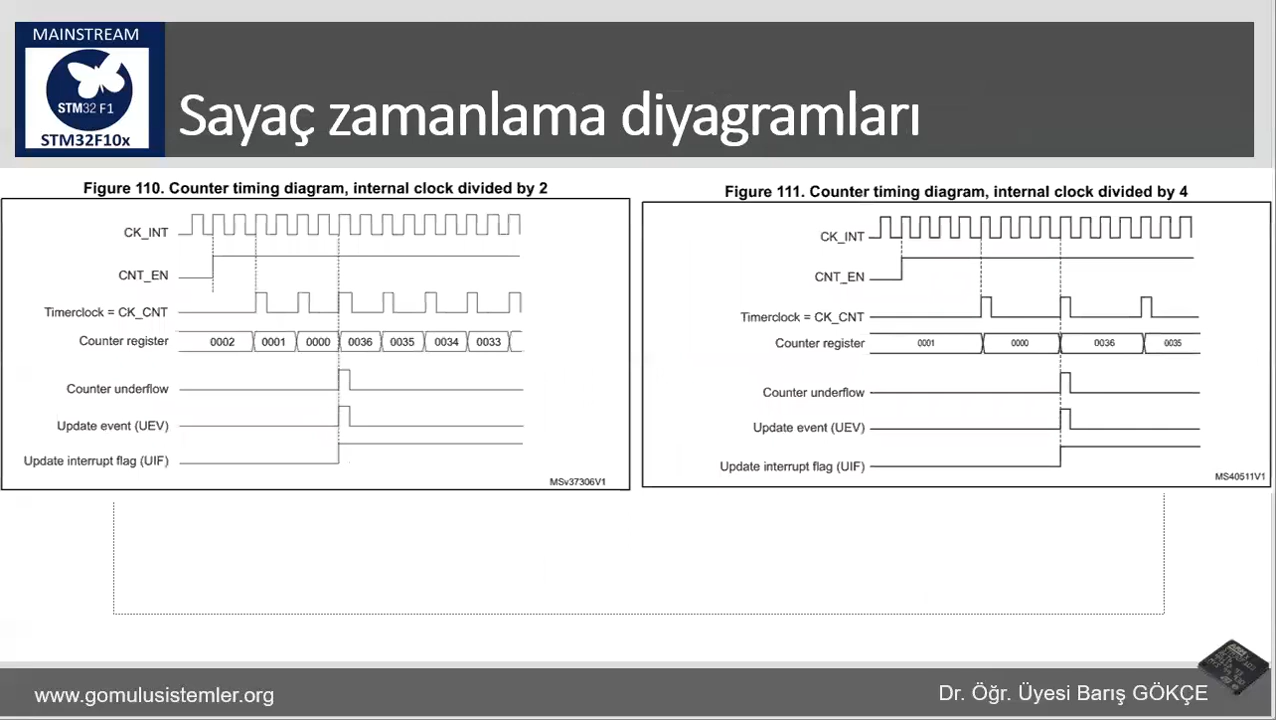 MAINSTREAM
STM32 F1
STM32F10x
Sayaç zamanlama diyagramları
Figure 110. Counter timing diagram, internal clock divided by 2
CK_INT
CNT_EN
Timerclock = CK_CNT
Counter register
0002
0001
0000
0036
0035
0034
0033
Counter underflow
Update event (UEV)
Update interrupt flag (UIF)
MSv37306V1
Figure 111. Counter timing diagram, internal clock divided by 4
CK_INT
CNT_EN
Timerclock = CK_CNT
Counter register
0001
0000
0036
0035
Counter underflow
Update event (UEV)
Update interrupt flag (UIF)
MS40511V1
www.gomulusistemler.org
Dr. Öğr. Üyesi Barış GÖKÇE